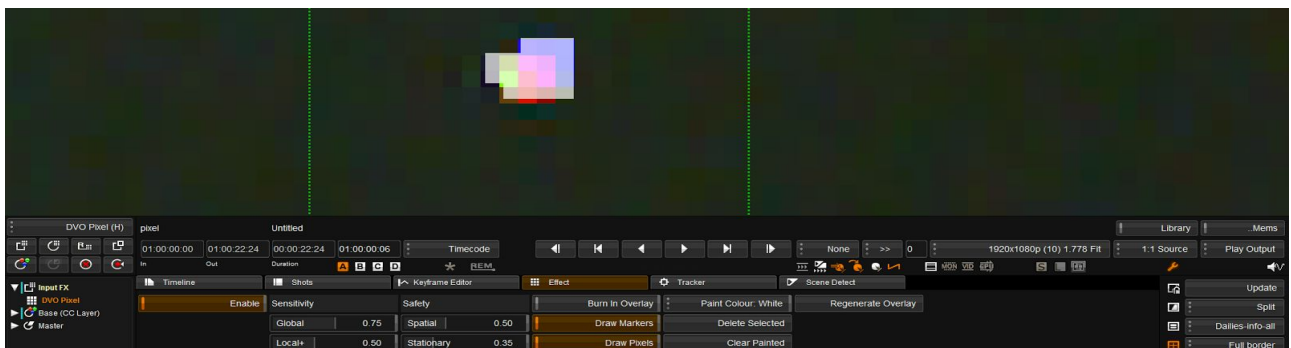 DVO Pixel (H) pixel Untitled Library ..Mems
01:00:00:00 01:00:22:24 00:00:22:24 01:00:00:06 Timecode None >> 0 1920x1080p (10) 1.778 Fit 1:1 Source Play Output
In Out Duration A B C D REM MON VID S
Input FX Timeline Shots Keyframe Editor Effect Tracker Scene Detect Update
DVO Pixel Enable Sensitivity Safety Burn In Overlay Paint Colour: White Regenerate Overlay Split
Base (CC Layer)
Master Global 0.75 Spatial 0.50 Draw Markers Delete Selected Dailies-info-all
Local+ 0.50 Stationary 0.35 Draw Pixels Clear Painted Full border